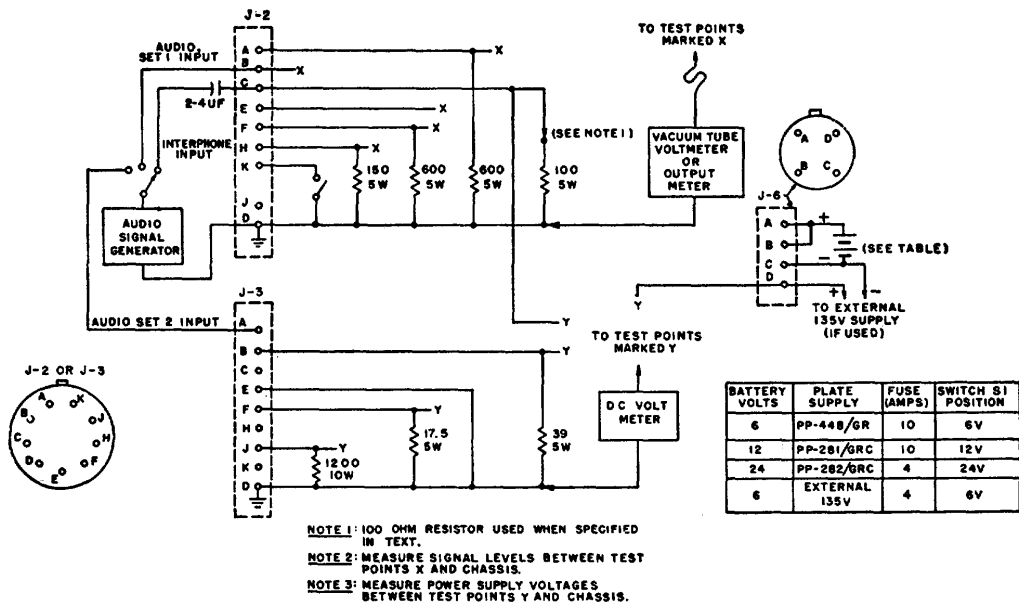 J-2
AUDIO,
SET 1 INPUT
A
B
C
E
F
H
K
J
D
X
X
X
X
X
2-4UF
INTERPHONE
INPUT
AUDIO
SIGNAL
GENERATOR
150
5W
600
5W
600
5W
100
5W
(SEE NOTE 1)
TO TEST POINTS
MARKED X
VACUUM TUBE
VOLTMETER
OR
OUTPUT
METER
A D
B C
J-6
A
B
C
D
+
−
(SEE TABLE)
+ −
TO EXTERNAL
135V SUPPLY
(IF USED)
Y
J-3
AUDIO SET 2 INPUT
A
B
C
E
F
H
J
K
D
Y
Y
Y
Y
17.5
5W
1200
10W
39
5W
TO TEST POINTS
MARKED Y
DC VOLT
METER
J-2 OR J-3
A K
B J
C H
D F
E
BATTERY VOLTS PLATE SUPPLY FUSE (AMPS) SWITCH S1 POSITION
6 PP-448/GR 10 6V
12 PP-281/GRC 10 12V
24 PP-282/GRC 4 24V
6 EXTERNAL 135V 4 6V
NOTE 1: 100 OHM RESISTOR USED WHEN SPECIFIED
IN TEXT.
NOTE 2: MEASURE SIGNAL LEVELS BETWEEN TEST
POINTS X AND CHASSIS.
NOTE 3: MEASURE POWER SUPPLY VOLTAGES
BETWEEN TEST POINTS Y AND CHASSIS.